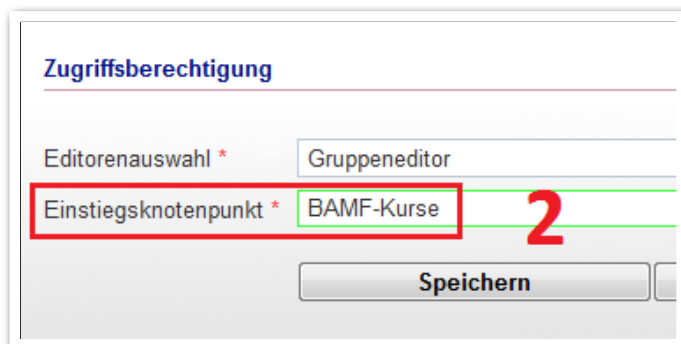 Zugriffsberechtigung
Editorenauswahl * Gruppeneditor
Einstiegsknotenpunkt * BAMF-Kurse 2
Speichern